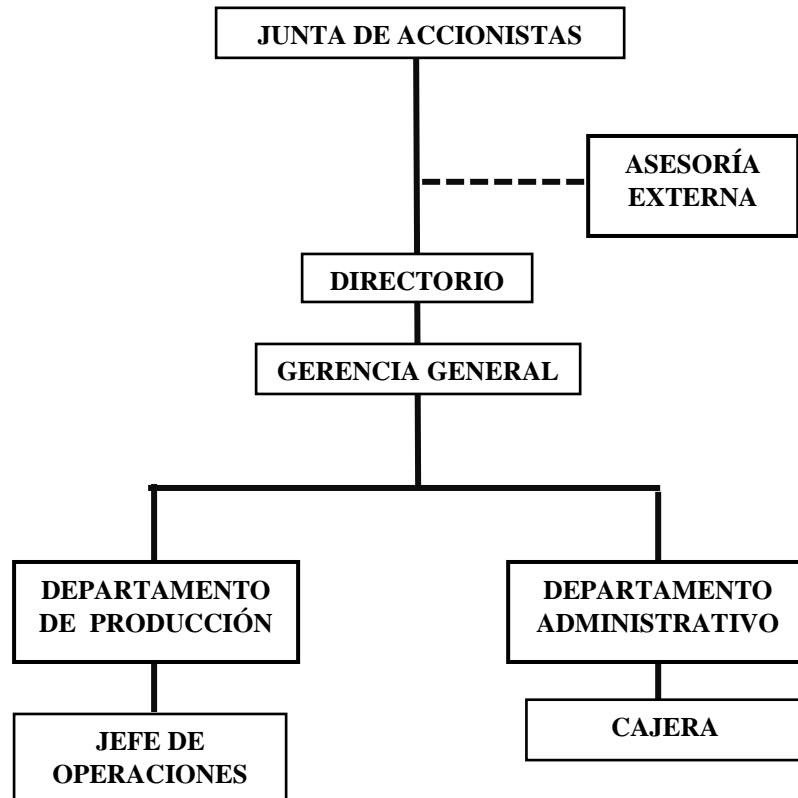 JUNTA DE ACCIONISTAS
ASESORÍA
EXTERNA
DIRECTORIO
GERENCIA GENERAL
DEPARTAMENTO
DE PRODUCCIÓN
DEPARTAMENTO
ADMINISTRATIVO
JEFE DE
OPERACIONES
CAJERA